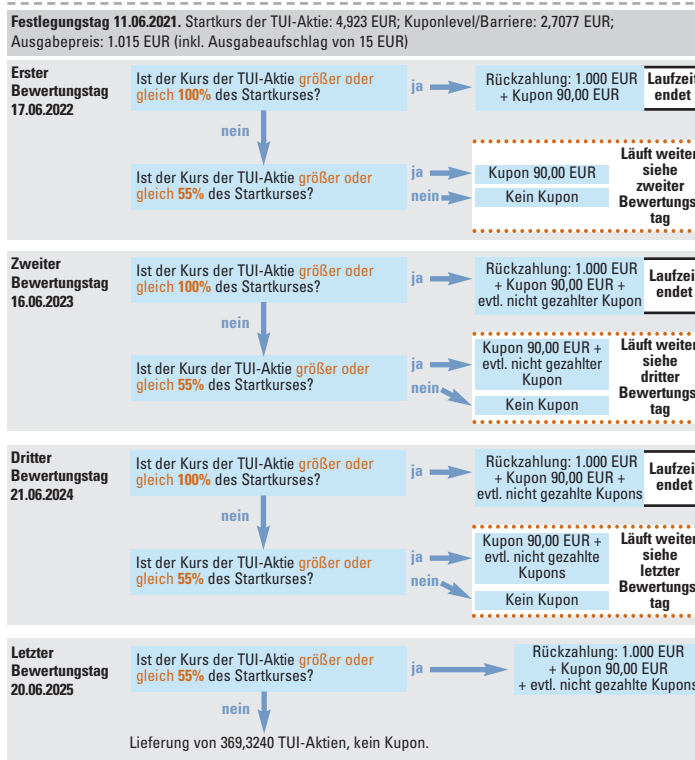 Festlegungstag 11.06.2021. Startkurs der TUI-Aktie: 4,923 EUR; Kuponlevel/Barriere: 2,7077 EUR;
Ausgabepreis: 1.015 EUR (inkl. Ausgabeaufschlag von 15 EUR)
Erster
Bewertungstag
17.06.2022
Ist der Kurs der TUI-Aktie größer oder
gleich 100% des Startkurses?
ja
Rückzahlung: 1.000 EUR
+ Kupon 90,00 EUR
Laufzeit
endet
nein
Ist der Kurs der TUI-Aktie größer oder
gleich 55% des Startkurses?
ja
Kupon 90,00 EUR
nein
Kein Kupon
Läuft weiter
siehe
zweiter
Bewertungs
tag
Zweiter
Bewertungstag
16.06.2023
Ist der Kurs der TUI-Aktie größer oder
gleich 100% des Startkurses?
ja
Rückzahlung: 1.000 EUR
+ Kupon 90,00 EUR +
evtl. nicht gezahlter Kupon
Laufzeit
endet
nein
Ist der Kurs der TUI-Aktie größer oder
gleich 55% des Startkurses?
ja
Kupon 90,00 EUR +
evtl. nicht gezahlter
Kupon
nein
Kein Kupon
Läuft weiter
siehe
dritter
Bewertungs
tag
Dritter
Bewertungstag
21.06.2024
Ist der Kurs der TUI-Aktie größer oder
gleich 100% des Startkurses?
ja
Rückzahlung: 1.000 EUR
+ Kupon 90,00 EUR +
evtl. nicht gezahlte Kupons
Laufzeit
endet
nein
Ist der Kurs der TUI-Aktie größer oder
gleich 55% des Startkurses?
ja
Kupon 90,00 EUR +
evtl. nicht gezahlte
Kupons
nein
Kein Kupon
Läuft weiter
siehe
letzter
Bewertungs
tag
Letzter
Bewertungstag
20.06.2025
Ist der Kurs der TUI-Aktie größer oder
gleich 55% des Startkurses?
ja
Rückzahlung: 1.000 EUR
+ Kupon 90,00 EUR
+ evtl. nicht gezahlte Kupons
nein
Lieferung von 369,3240 TUI-Aktien, kein Kupon.